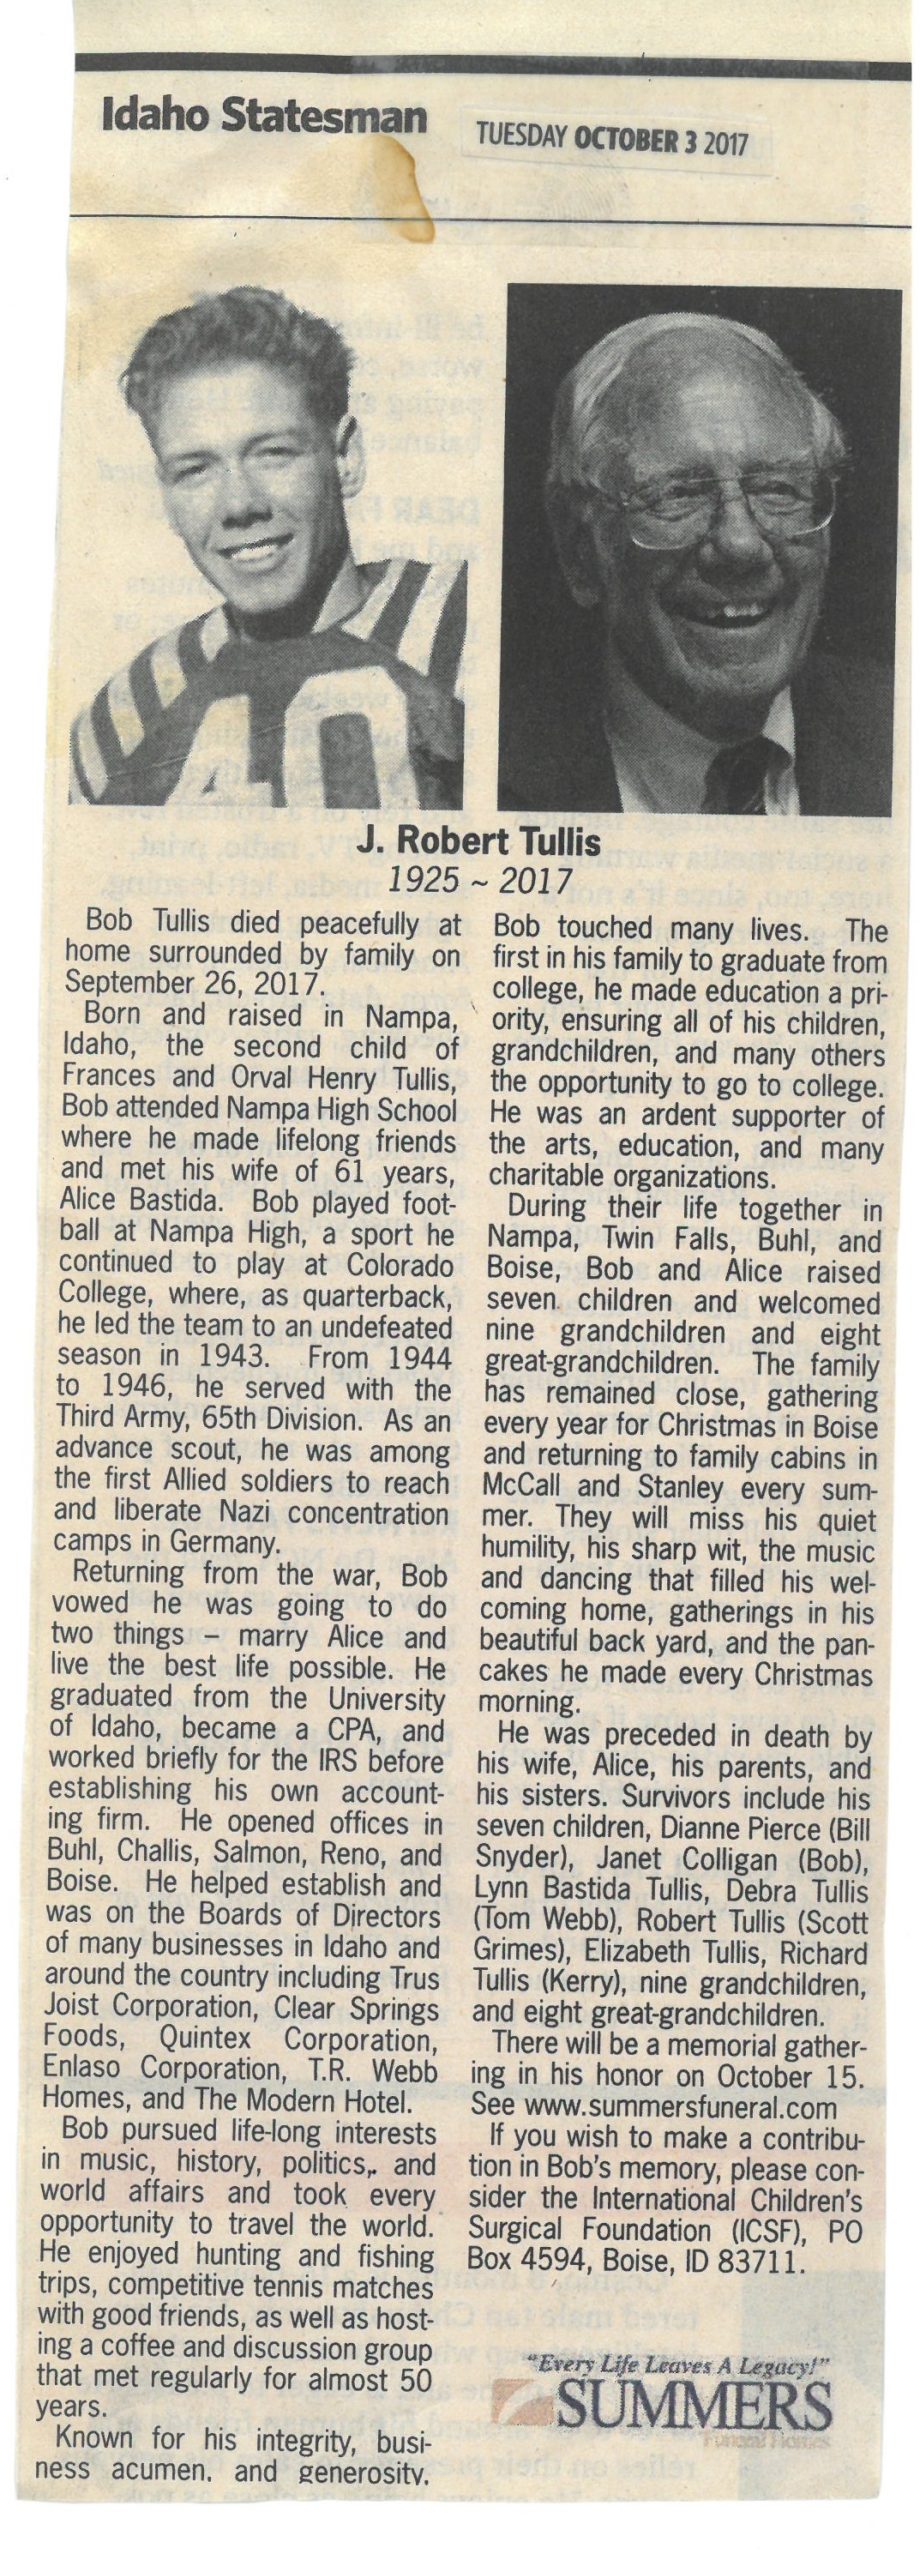 Idaho Statesman
TUESDAY OCTOBER 3 2017
40
J. Robert Tullis
1925 ~ 2017
Bob Tullis died peacefully at
home surrounded by family on
September 26, 2017.
Born and raised in Nampa,
Idaho, the second child of
Frances and Orval Henry Tullis,
Bob attended Nampa High School
where he made lifelong friends
and met his wife of 61 years,
Alice Bastida. Bob played foot-
ball at Nampa High, a sport he
continued to play at Colorado
College, where, as quarterback,
he led the team to an undefeated
season in 1943. From 1944
to 1946, he served with the
Third Army, 65th Division. As an
advance scout, he was among
the first Allied soldiers to reach
and liberate Nazi concentration
camps in Germany.
Returning from the war, Bob
vowed he was going to do
two things – marry Alice and
live the best life possible. He
graduated from the University
of Idaho, became a CPA, and
worked briefly for the IRS before
establishing his own account-
ing firm. He opened offices in
Buhl, Challis, Salmon, Reno, and
Boise. He helped establish and
was on the Boards of Directors
of many businesses in Idaho and
around the country including Trus
Joist Corporation, Clear Springs
Foods, Quintex Corporation,
Enlaso Corporation, T.R. Webb
Homes, and The Modern Hotel.
Bob pursued life-long interests
in music, history, politics, and
world affairs and took every
opportunity to travel the world.
He enjoyed hunting and fishing
trips, competitive tennis matches
with good friends, as well as host-
ing a coffee and discussion group
that met regularly for almost 50
years.
Known for his integrity, busi-
ness acumen, and generosity,
Bob touched many lives. The
first in his family to graduate from
college, he made education a pri-
ority, ensuring all of his children,
grandchildren, and many others
the opportunity to go to college.
He was an ardent supporter of
the arts, education, and many
charitable organizations.
During their life together in
Nampa, Twin Falls, Buhl, and
Boise, Bob and Alice raised
seven children and welcomed
nine grandchildren and eight
great-grandchildren. The family
has remained close, gathering
every year for Christmas in Boise
and returning to family cabins in
McCall and Stanley every sum-
mer. They will miss his quiet
humility, his sharp wit, the music
and dancing that filled his wel-
coming home, gatherings in his
beautiful back yard, and the pan-
cakes he made every Christmas
morning.
He was preceded in death by
his wife, Alice, his parents, and
his sisters. Survivors include his
seven children, Dianne Pierce (Bill
Snyder), Janet Colligan (Bob),
Lynn Bastida Tullis, Debra Tullis
(Tom Webb), Robert Tullis (Scott
Grimes), Elizabeth Tullis, Richard
Tullis (Kerry), nine grandchildren,
and eight great-grandchildren.
There will be a memorial gather-
ing in his honor on October 15.
See www.summersfuneral.com
If you wish to make a contribu-
tion in Bob's memory, please con-
sider the International Children's
Surgical Foundation (ICSF), PO
Box 4594, Boise, ID 83711.
"Every Life Leaves A Legacy!"
SUMMERS
Funeral Homes